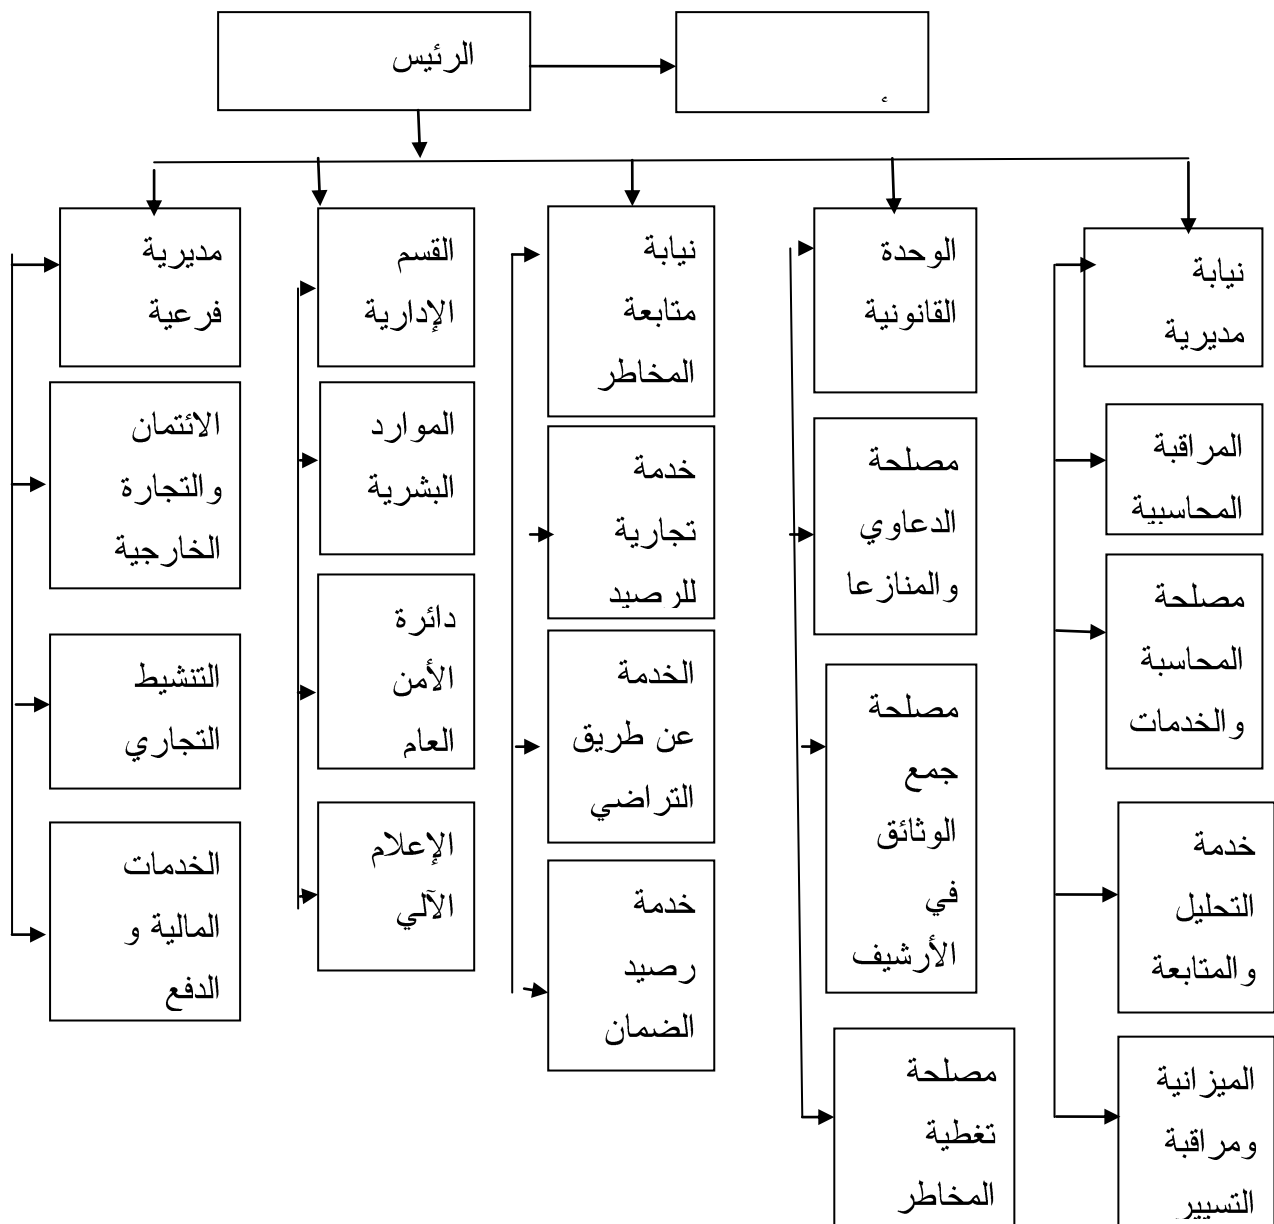 الرئيس
نيابة
مديرية
المراقبة
المحاسبية
مصلحة
المحاسبة
والخدمات
خدمة
التحليل
والمتابعة
الميزانية
ومراقبة
التسيير
الوحدة
القانونية
مصلحة
الدعاوي
والمنازعا
مصلحة
جمع
الوثائق
في
الأرشيف
مصلحة
تغطية
المخاطر
نيابة
متابعة
المخاطر
خدمة
تجارية
للرصيد
الخدمة
عن طريق
التراضي
خدمة
رصيد
الضمان
القسم
الإدارية
الموارد
البشرية
دائرة
الأمن
العام
الإعلام
الآلي
مديرية
فرعية
الائتمان
والتجارة
الخارجية
التنشيط
التجاري
الخدمات
المالية و
الدفع